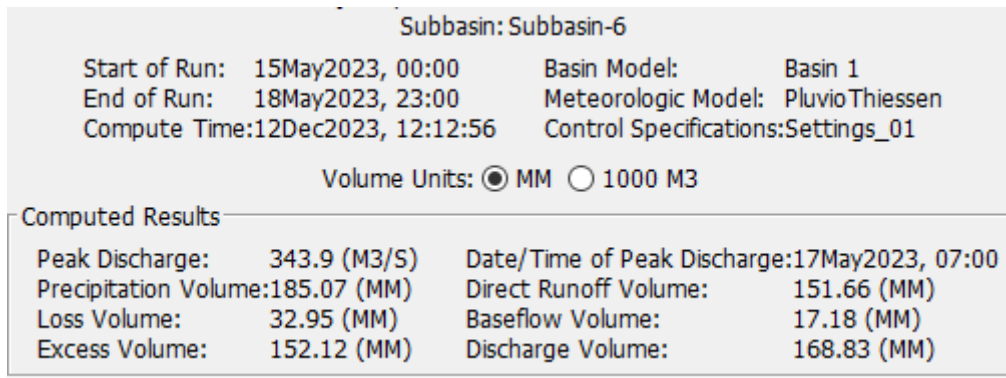 Subbasin: Subbasin-6
Start of Run: 15May2023, 00:00 Basin Model: Basin 1
End of Run: 18May2023, 23:00 Meteorologic Model: PluvioThiessen
Compute Time:12Dec2023, 12:12:56 Control Specifications:Settings_01
Volume Units: MM 1000 M3
Computed Results
Peak Discharge: 343.9 (M3/S) Date/Time of Peak Discharge:17May2023, 07:00
Precipitation Volume:185.07 (MM) Direct Runoff Volume: 151.66 (MM)
Loss Volume: 32.95 (MM) Baseflow Volume: 17.18 (MM)
Excess Volume: 152.12 (MM) Discharge Volume: 168.83 (MM)